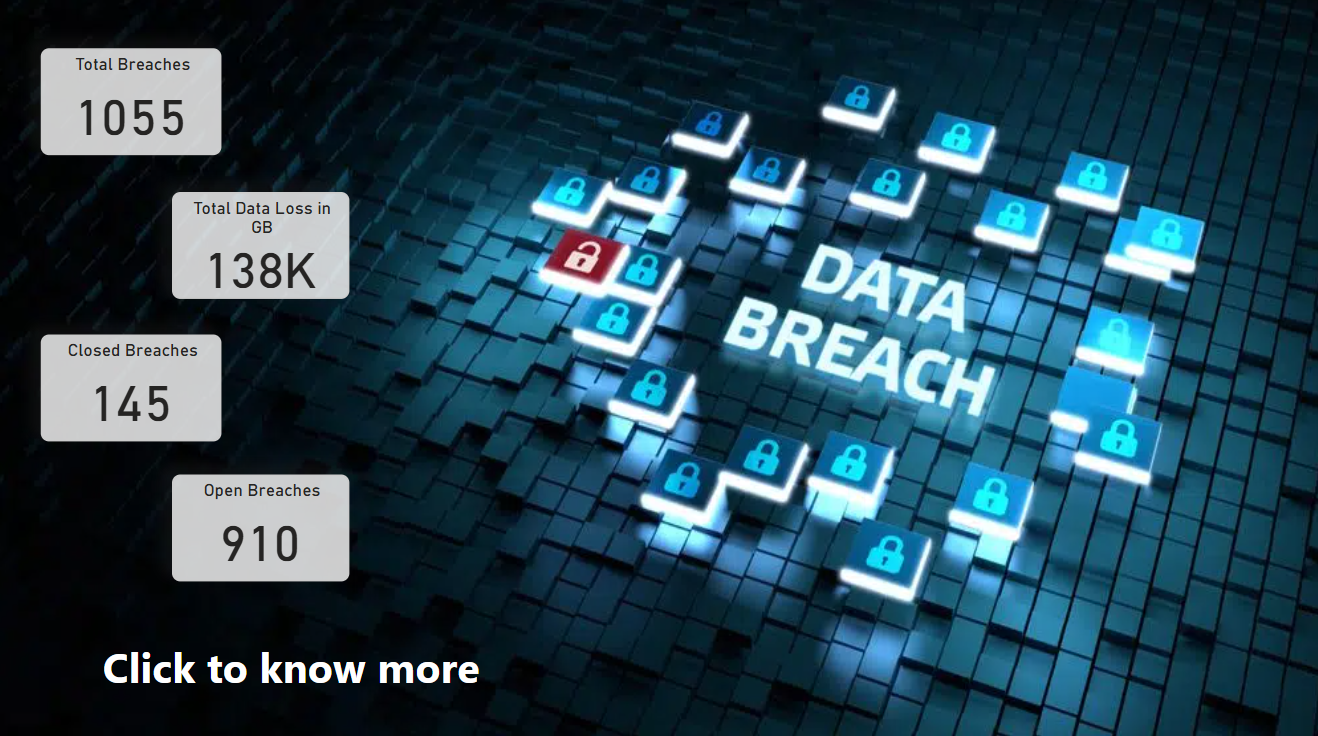 Total Breaches
1055
Total Data Loss in
GB
138K
Closed Breaches
145
Open Breaches
910
DATA
BREACH
Click to know more